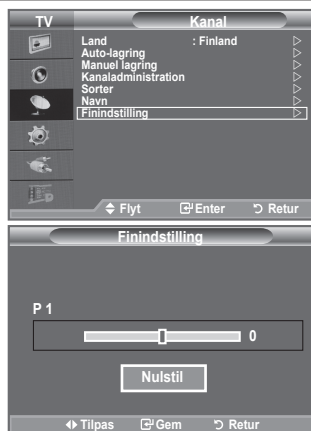 TV Kanal
Land : Finland
Auto-lagring
Manuel lagring
Kanaladministration
Sorter
Navn
Finindstilling
Flyt Enter Retur
Finindstilling
P 1
0
Nulstil
Tilpas Gem Retur